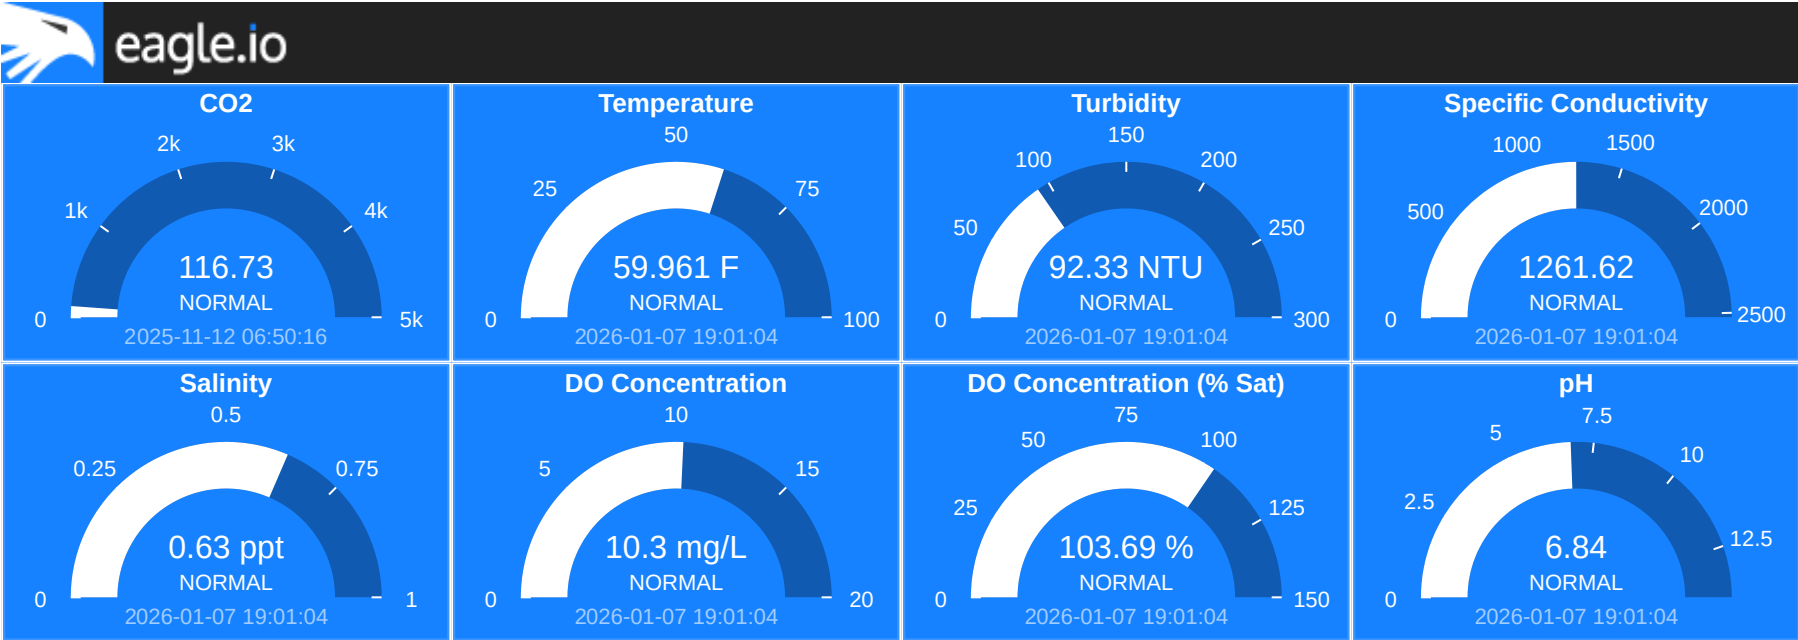 eagle.io
CO2
0
1k
2k
3k
4k
5k
116.73
NORMAL
2025-11-12 06:50:16
Temperature
0
25
50
75
100
59.961 F
NORMAL
2026-01-07 19:01:04
Turbidity
0
50
100
150
200
250
300
92.33 NTU
NORMAL
2026-01-07 19:01:04
Specific Conductivity
0
500
1000
1500
2000
2500
1261.62
NORMAL
2026-01-07 19:01:04
Salinity
0
0.25
0.5
0.75
1
0.63 ppt
NORMAL
2026-01-07 19:01:04
DO Concentration
0
5
10
15
20
10.3 mg/L
NORMAL
2026-01-07 19:01:04
DO Concentration (% Sat)
0
25
50
75
100
125
150
103.69 %
NORMAL
2026-01-07 19:01:04
pH
0
2.5
5
7.5
10
12.5
6.84
NORMAL
2026-01-07 19:01:04